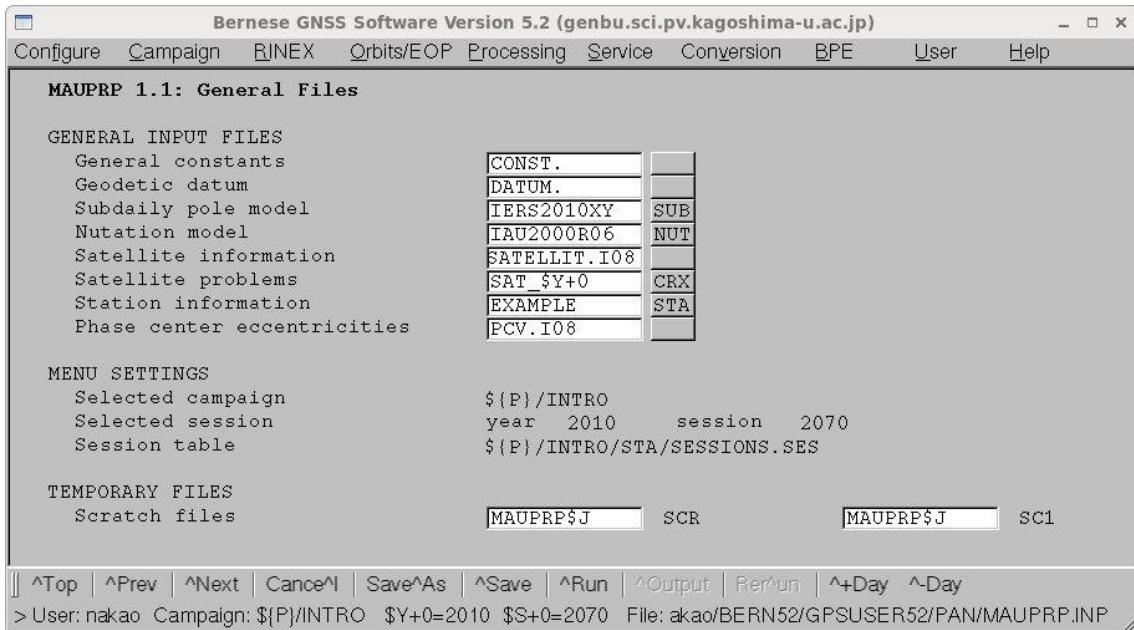 Bernese GNSS Software Version 5.2 (genbu.sci.pv.kagoshima-u.ac.jp)
Configure Campaign RINEX Orbits/EOP Processing Service Conversion BPE User Help
MAUPRP 1.1: General Files
GENERAL INPUT FILES
General constants CONST.
Geodetic datum DATUM.
Subdaily pole model IERS2010XY SUB
Nutation model IAU2000R06 NUT
Satellite information SATELLIT.I08
Satellite problems SAT_$Y+0 CRX
Station information EXAMPLE STA
Phase center eccentricities PCV.I08
MENU SETTINGS
Selected campaign ${P}/INTRO
Selected session year 2010 session 2070
Session table ${P}/INTRO/STA/SESSIONS.SES
TEMPORARY FILES
Scratch files MAUPRP$J SCR MAUPRP$J SC1
^Top | ^Prev | ^Next | Cance^l | Save^As | ^Save | ^Run | ^Output | Rer^un | ^+Day ^-Day
> User: nakao Campaign: ${P}/INTRO $Y+0=2010 $S+0=2070 File: akao/BERN52/GPSUSER52/PAN/MAUPRP.INP